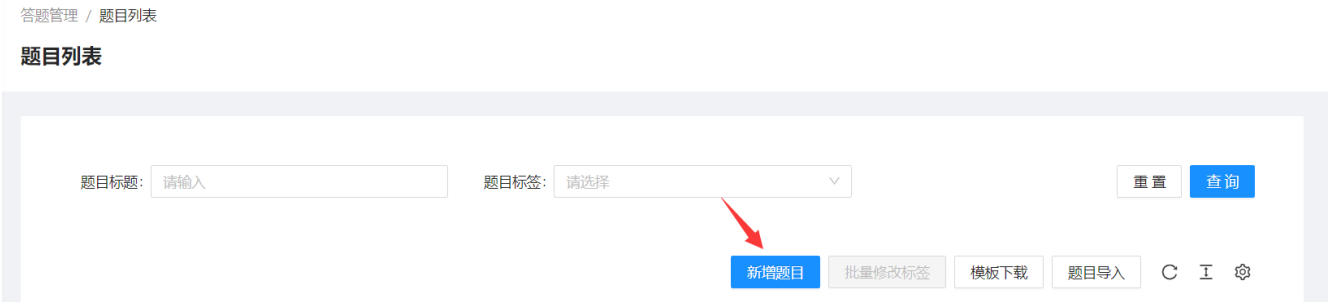 答题管理 / 题目列表
题目列表
题目标题: 请输入 题目标签: 请选择 重置 查询
新增题目 批量修改标签 模板下载 题目导入